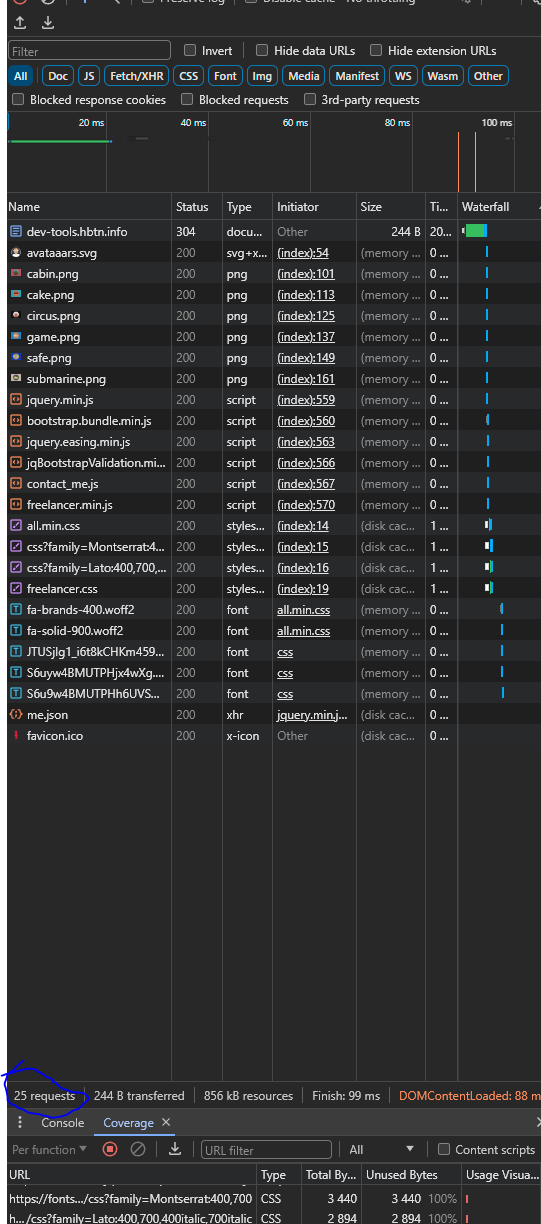 Preserve log Disable cache No throttling
Filter Invert Hide data URLs Hide extension URLs
All Doc JS Fetch/XHR CSS Font Img Media Manifest WS Wasm Other
Blocked response cookies Blocked requests 3rd-party requests
20 ms 40 ms 60 ms 80 ms 100 ms
Name Status Type Initiator Size Ti... Waterfall
dev-tools.hbtn.info 304 docu... Other 244 B 20...
avataaars.svg 200 svg+x... (index):54 (memory ... 0 ...
cabin.png 200 png (index):101 (memory ... 0 ...
cake.png 200 png (index):113 (memory ... 0 ...
circus.png 200 png (index):125 (memory ... 0 ...
game.png 200 png (index):137 (memory ... 0 ...
safe.png 200 png (index):149 (memory ... 0 ...
submarine.png 200 png (index):161 (memory ... 0 ...
jquery.min.js 200 script (index):559 (memory ... 0 ...
bootstrap.bundle.min.js 200 script (index):560 (memory ... 0 ...
jquery.easing.min.js 200 script (index):563 (memory ... 0 ...
jqBootstrapValidation.mi... 200 script (index):566 (memory ... 0 ...
contact_me.js 200 script (index):567 (memory ... 0 ...
freelancer.min.js 200 script (index):570 (memory ... 0 ...
all.min.css 200 styles... (index):14 (disk cac... 1 ...
css?family=Montserrat:4... 200 styles... (index):15 (disk cac... 1 ...
css?family=Lato:400,700,... 200 styles... (index):16 (disk cac... 1 ...
freelancer.css 200 styles... (index):19 (disk cac... 1 ...
fa-brands-400.woff2 200 font all.min.css (memory ... 0 ...
fa-solid-900.woff2 200 font all.min.css (memory ... 0 ...
JTUSjIg1_i6t8kCHKm459... 200 font css (memory ... 0 ...
S6uyw4BMUTPHjx4wXg... 200 font css (memory ... 0 ...
S6u9w4BMUTPHh6UVS... 200 font css (memory ... 0 ...
me.json 200 xhr jquery.min.j... (disk cac... 0 ...
favicon.ico 200 x-icon Other (disk cac... 0 ...
25 requests 244 B transferred 856 kB resources Finish: 99 ms DOMContentLoaded: 88 m
Console Coverage
Per function URL filter All Content scripts
URL Type Total By... Unused Bytes Usage Visua...
https://fonts.../css?family=Montserrat:400,700 CSS 3 440 3 440 100%
h.../css?family=Lato:400,700,400italic,700italic CSS 2 894 2 894 100%